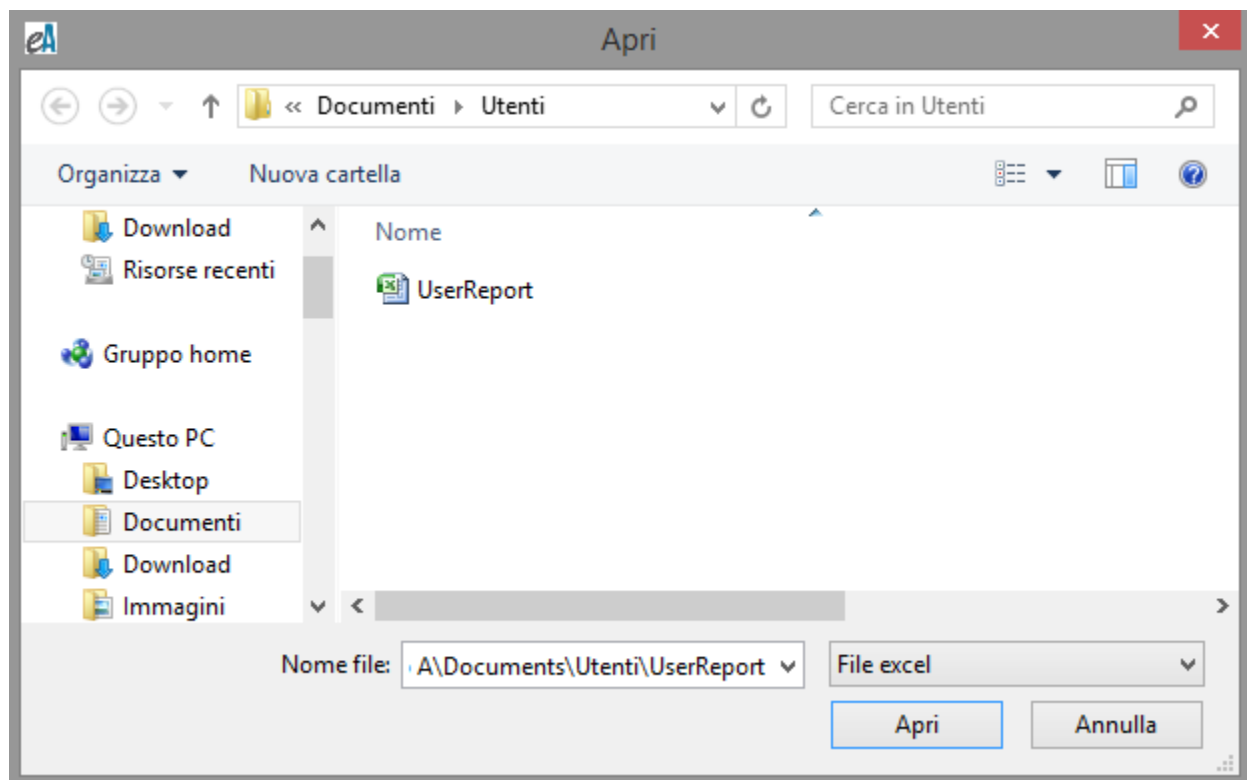 eA
Apri
« Documenti Utenti
Cerca in Utenti
Organizza
Nuova cartella
Download
Risorse recenti
Gruppo home
Questo PC
Desktop
Documenti
Download
Immagini
Nome
UserReport
Nome file:
A\Documents\Utenti\UserReport
File excel
Apri
Annulla